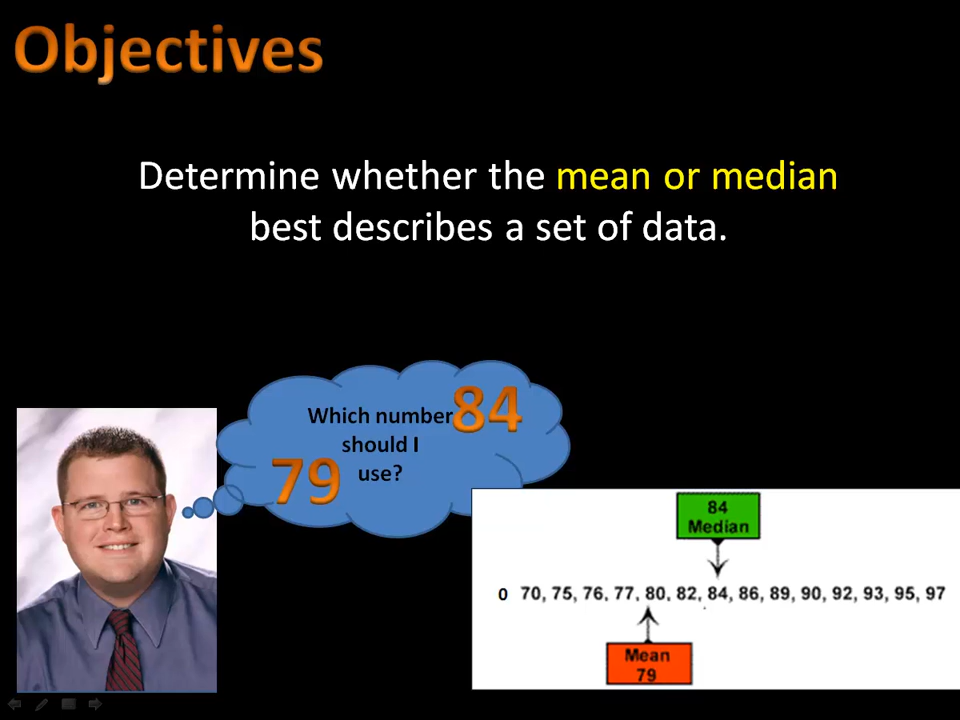 Objectives
Determine whether the mean or median
best describes a set of data.
Which number
should I
use?
84
79
84
Median
0 70, 75, 76, 77, 80, 82, 84, 86, 89, 90, 92, 93, 95, 97
Mean
79